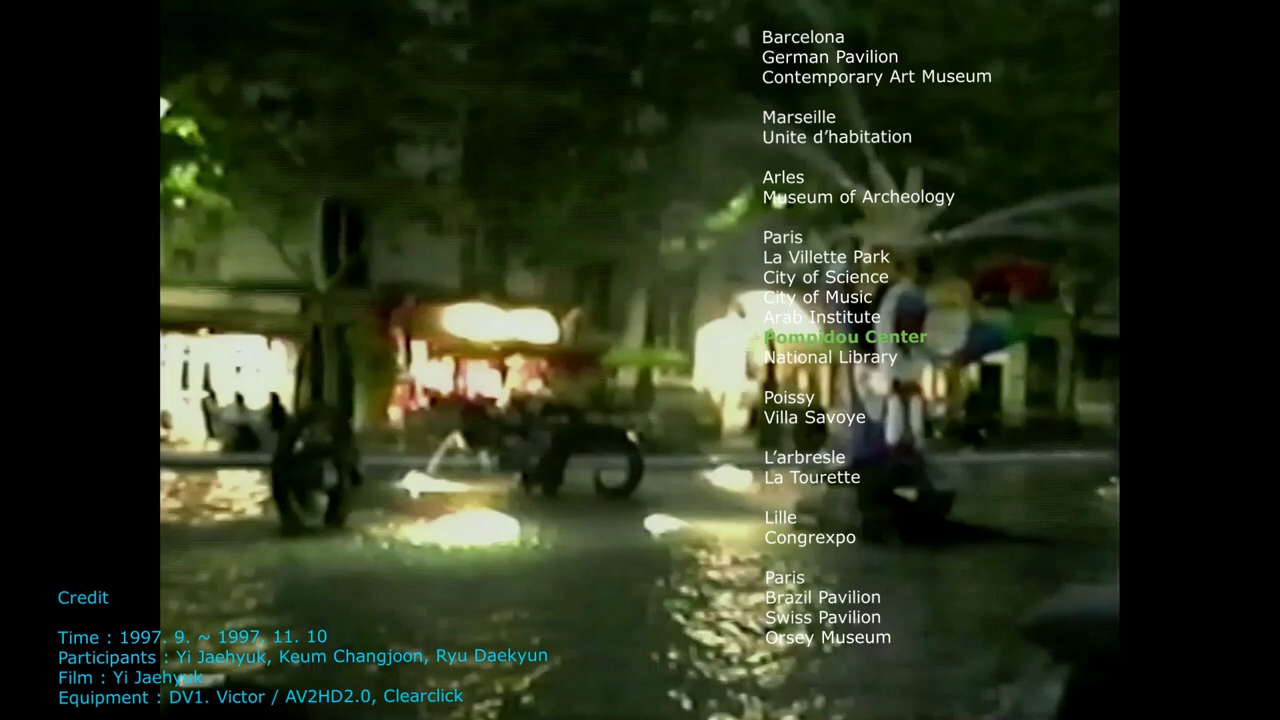 Barcelona
German Pavilion
Contemporary Art Museum
Marseille
Unite d'habitation
Arles
Museum of Archeology
Paris
La Villette Park
City of Science
City of Music
Arab Institute
Pompidou Center
National Library
Poissy
Villa Savoye
L'arbresle
La Tourette
Lille
Congrexpo
Paris
Brazil Pavilion
Swiss Pavilion
Orsey Museum
Credit
Time : 1997. 9. ~ 1997. 11. 10
Participants : Yi Jaehyuk, Keum Changjoon, Ryu Daekyun
Film : Yi Jaehyuk
Equipment : DV1. Victor / AV2HD2.0, Clearclick